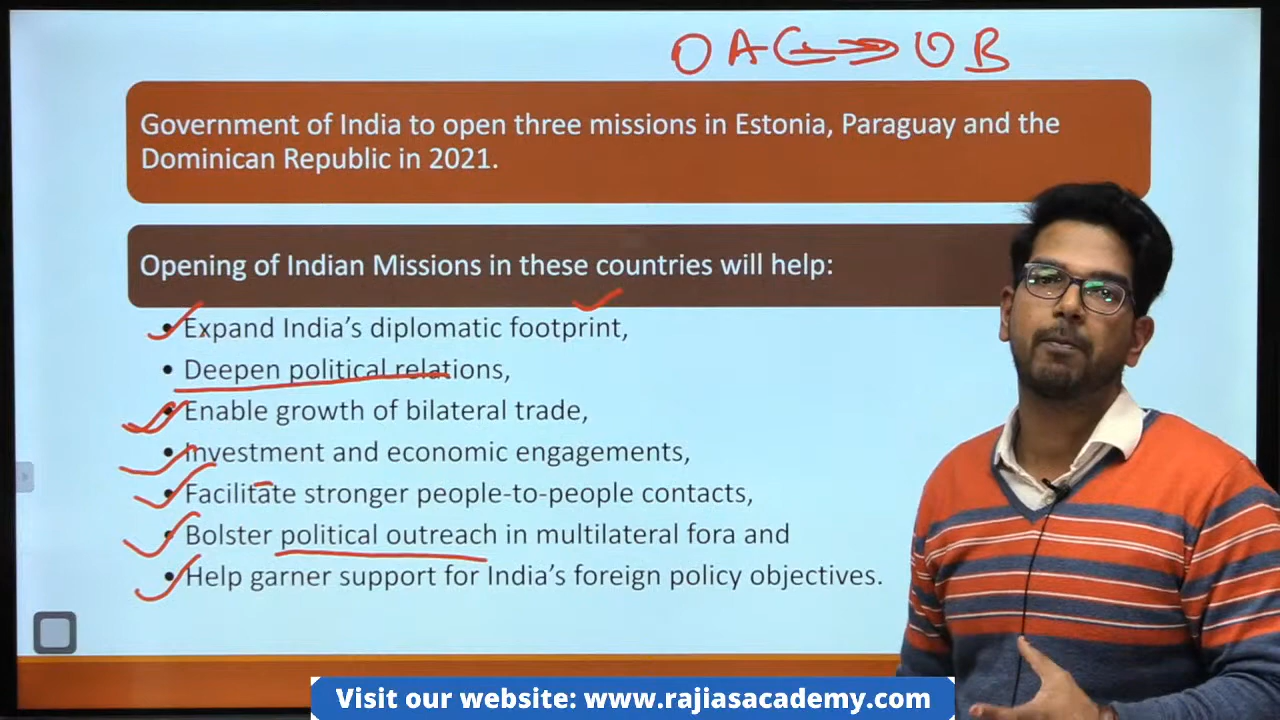 O A ⇌ O B
Government of India to open three missions in Estonia, Paraguay and the
Dominican Republic in 2021.
Opening of Indian Missions in these countries will help:
• Expand India's diplomatic footprint,
• Deepen political relations,
• Enable growth of bilateral trade,
• Investment and economic engagements,
• Facilitate stronger people-to-people contacts,
• Bolster political outreach in multilateral fora and
• Help garner support for India's foreign policy objectives.
Visit our website: www.rajiasacademy.com